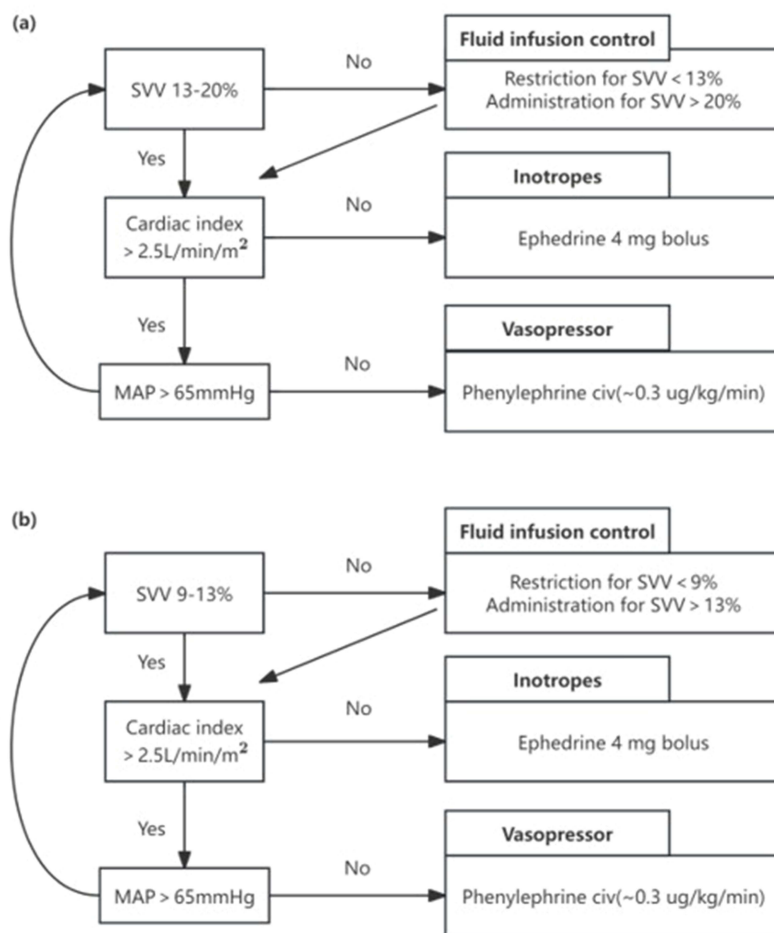 (a)
Fluid infusion control
No
SVV 13-20%
Restriction for SVV < 13%
Administration for SVV > 20%
Yes
Inotropes
No
Cardiac index
> 2.5L/min/m²
Ephedrine 4 mg bolus
Yes
Vasopressor
No
MAP > 65mmHg
Phenylephrine civ(~0.3 ug/kg/min)
(b)
Fluid infusion control
No
SVV 9-13%
Restriction for SVV < 9%
Administration for SVV > 13%
Yes
Inotropes
No
Cardiac index
> 2.5L/min/m²
Ephedrine 4 mg bolus
Yes
Vasopressor
No
MAP > 65mmHg
Phenylephrine civ(~0.3 ug/kg/min)